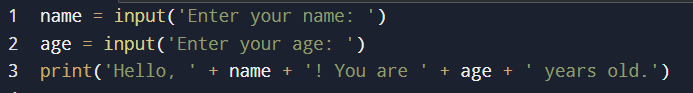 1 name = input('Enter your name: ')
2 age = input('Enter your age: ')
3 print('Hello, ' + name + '! You are ' + age + ' years old.')